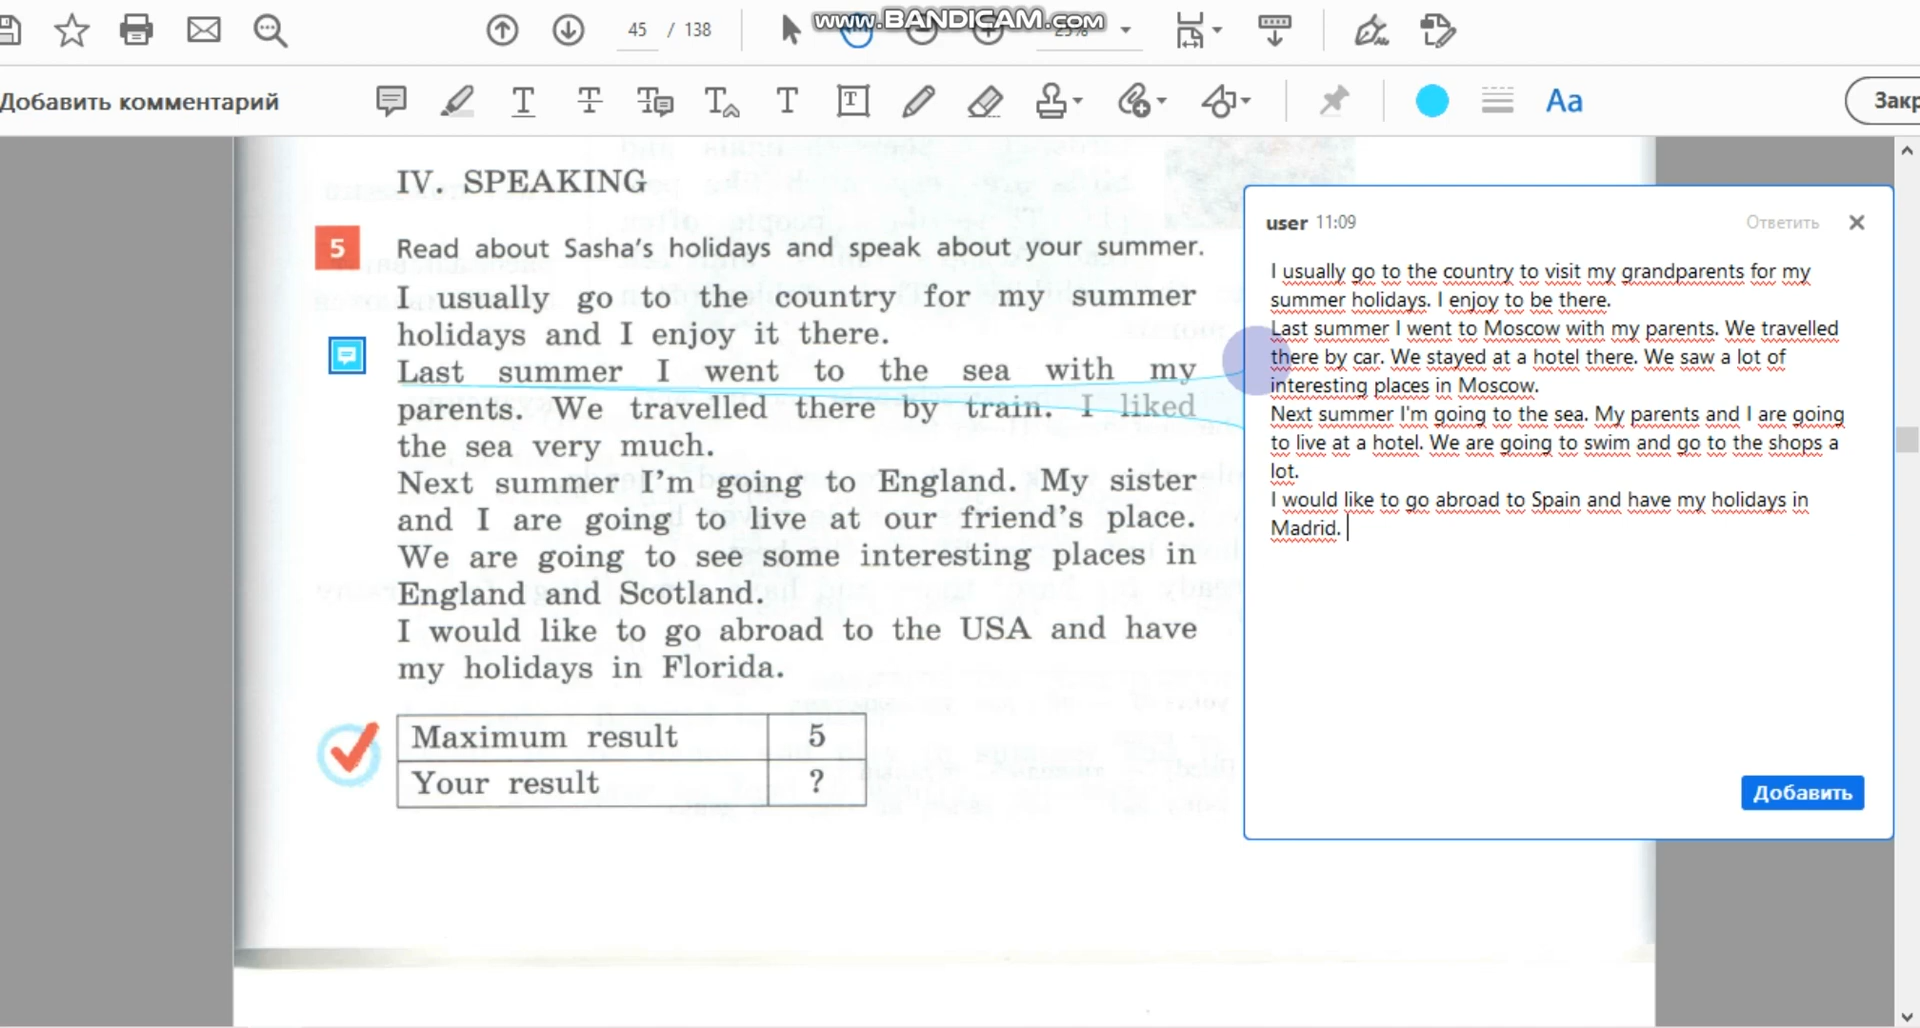 www.BANDICAM.com
45 / 138
25%
Добавить комментарий
Aa
Закр
IV. SPEAKING
5 Read about Sasha's holidays and speak about your summer.
I usually go to the country for my summer
holidays and I enjoy it there.
Last summer I went to the sea with my
parents. We travelled there by train. I liked
the sea very much.
Next summer I'm going to England. My sister
and I are going to live at our friend's place.
We are going to see some interesting places in
England and Scotland.
I would like to go abroad to the USA and have
my holidays in Florida.
Maximum result 5
Your result ?
user 11:09 Ответить
I usually go to the country to visit my grandparents for my
summer holidays. I enjoy to be there.
Last summer I went to Moscow with my parents. We travelled
there by car. We stayed at a hotel there. We saw a lot of
interesting places in Moscow.
Next summer I'm going to the sea. My parents and I are going
to live at a hotel. We are going to swim and go to the shops a
lot.
I would like to go abroad to Spain and have my holidays in
Madrid.
Добавить